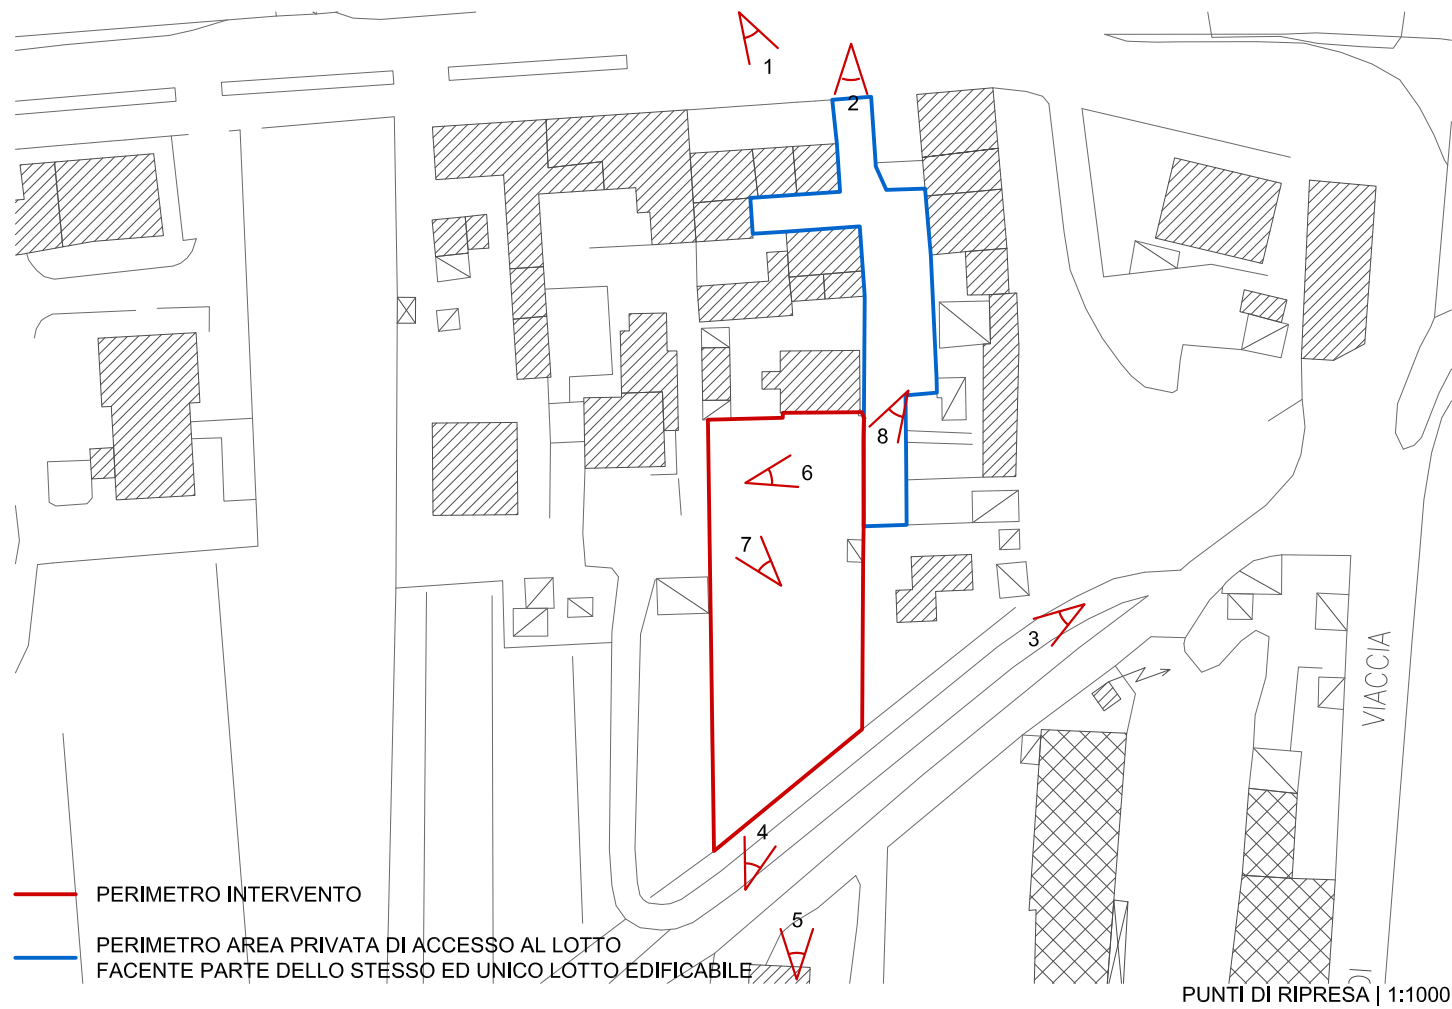 1
2
8
6
7
3
VIACCIA
4
5
DI
PERIMETRO INTERVENTO
PERIMETRO AREA PRIVATA DI ACCESSO AL LOTTO
FACENTE PARTE DELLO STESSO ED UNICO LOTTO EDIFICABILE
PUNTI DI RIPRESA | 1:1000